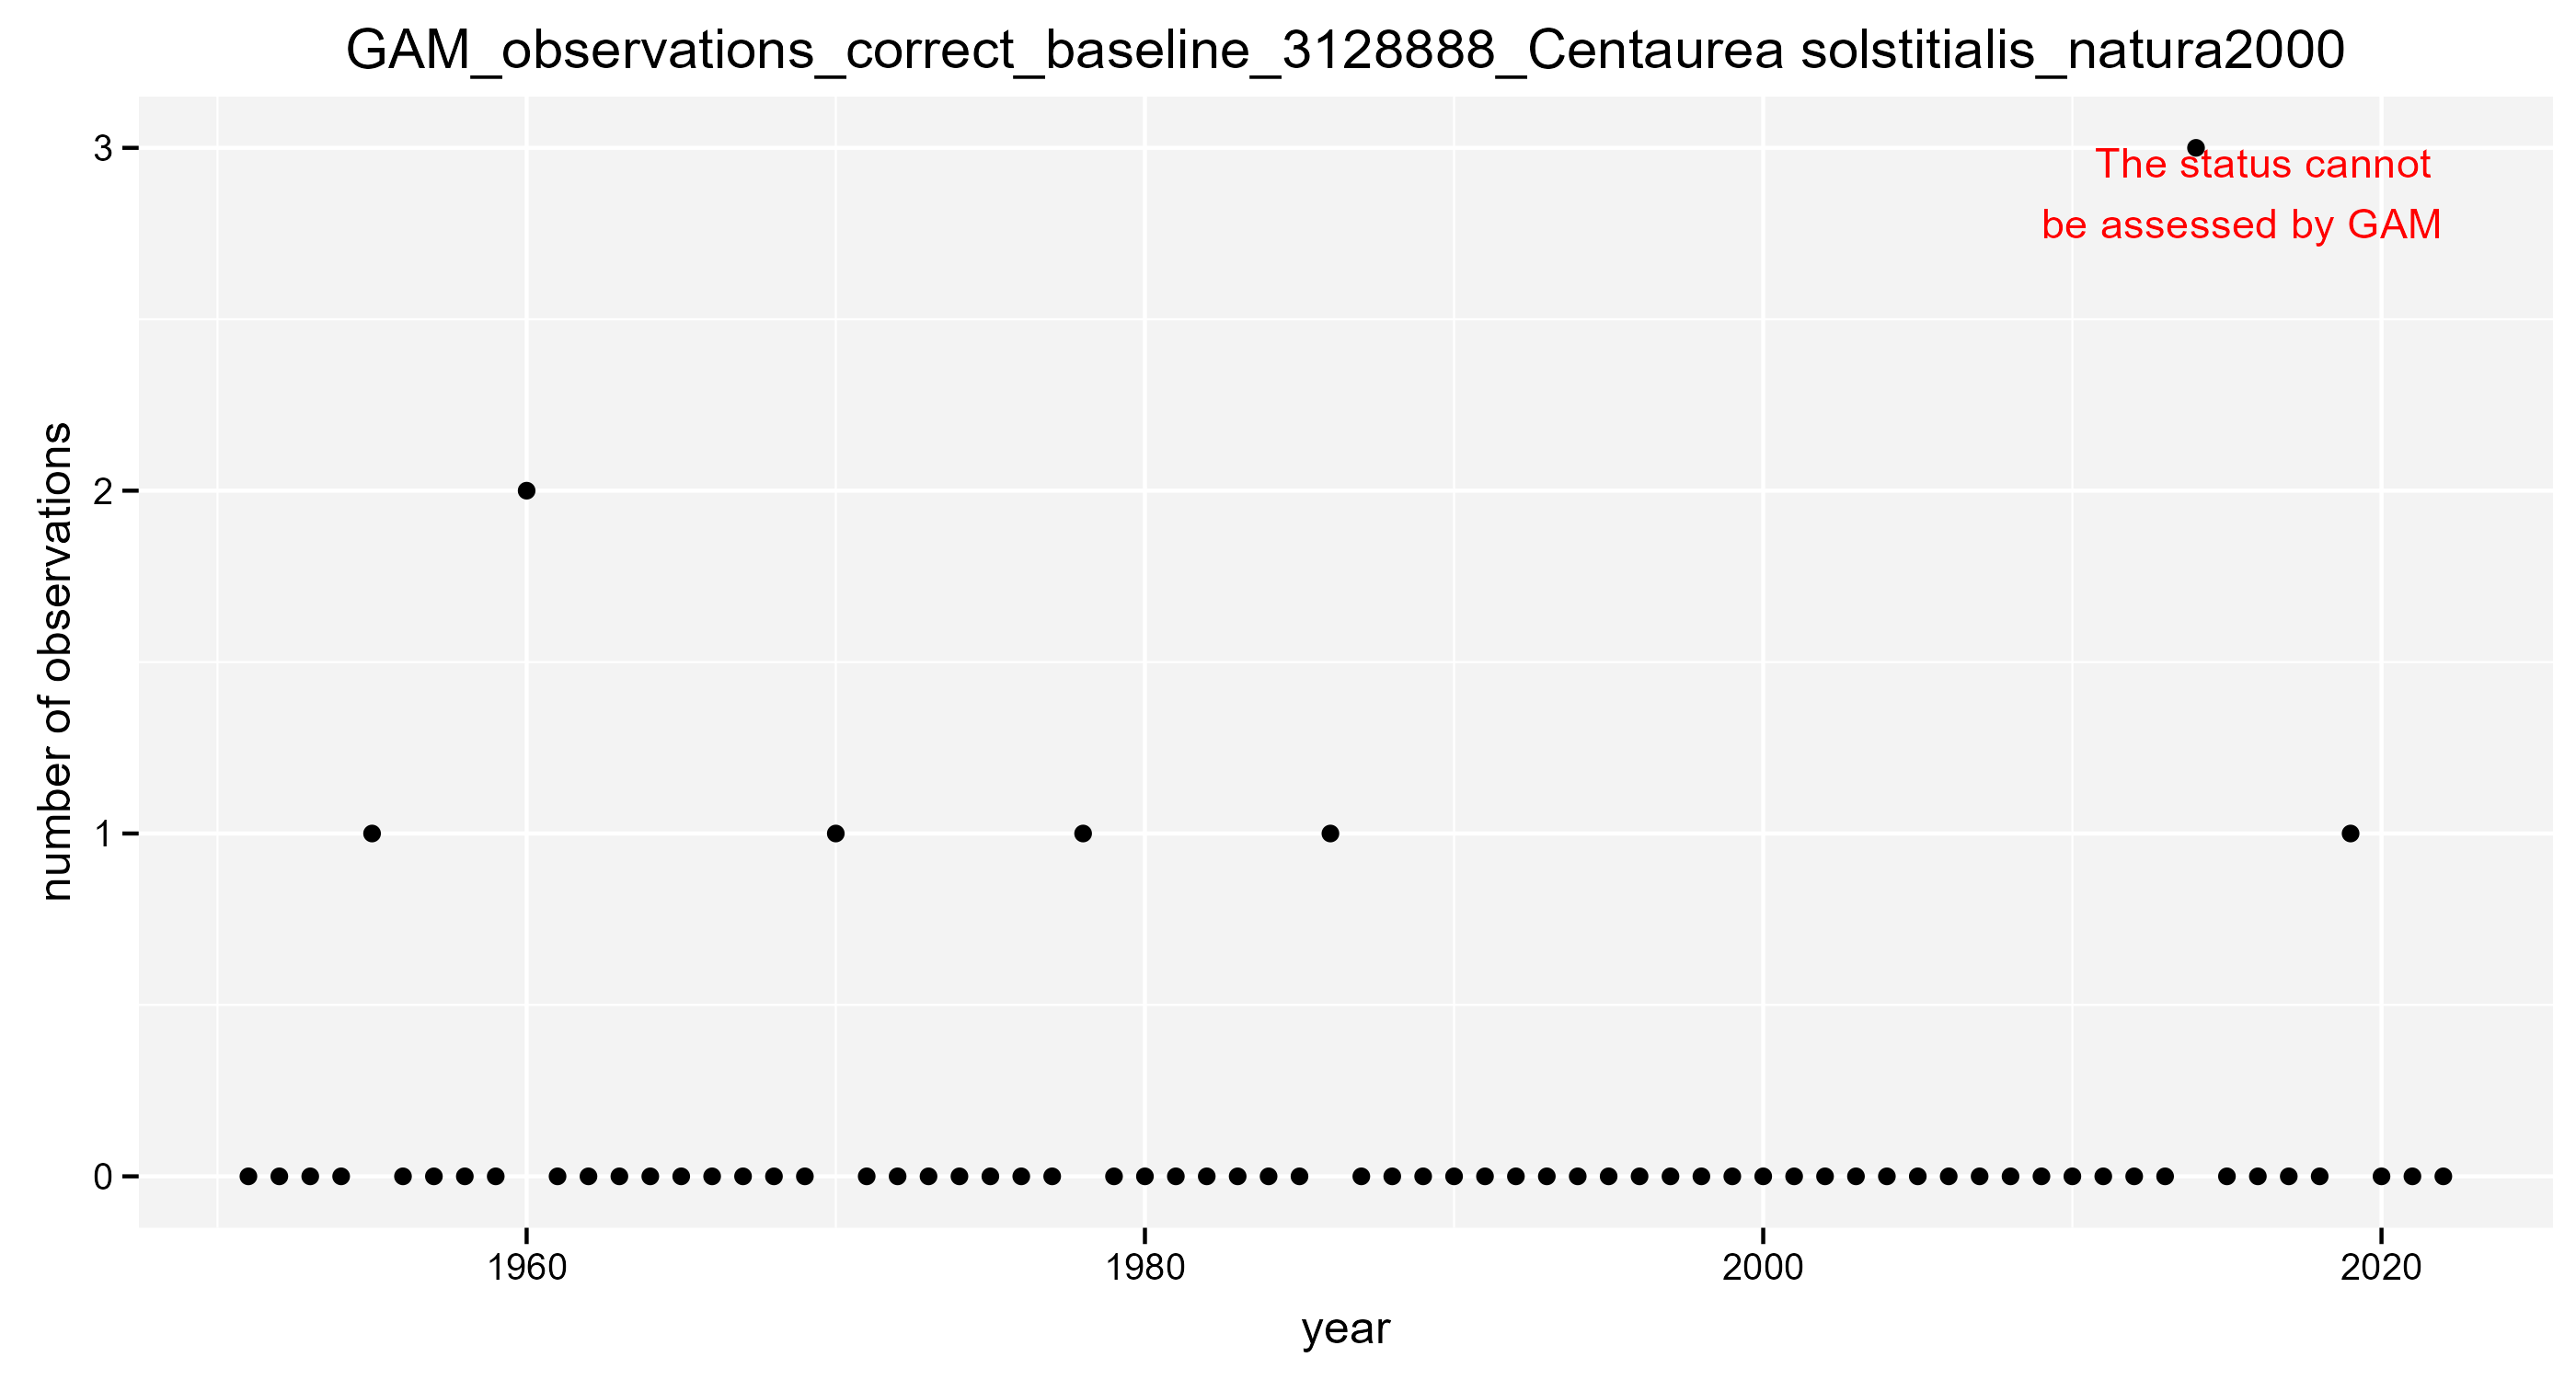 GAM_observations_correct_baseline_3128888_Centaurea solstitialis_natura2000
3
The status cannot
be assessed by GAM
2
1
0
number of observations
1960 1980 2000 2020
year